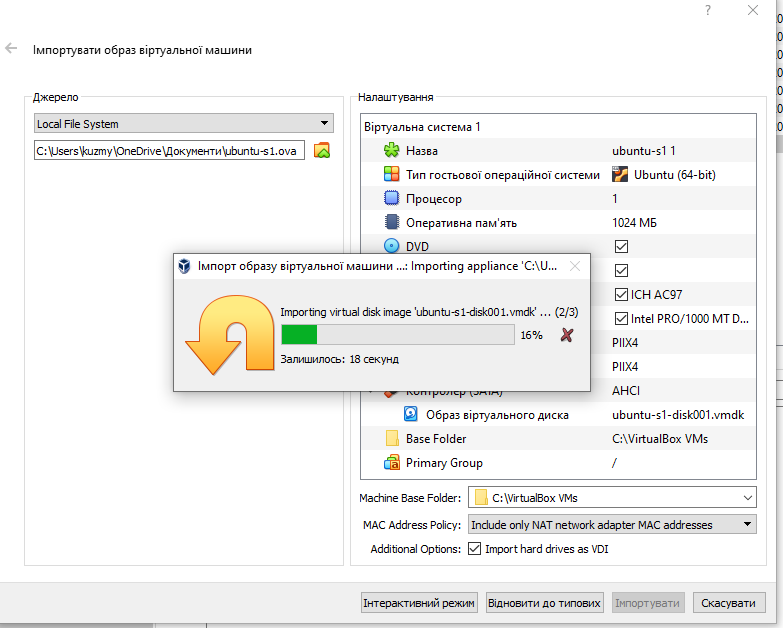 ?
Імпортувати образ віртуальної машини
Джерело
Local File System
C:\Users\kuzmy\OneDrive\Документи\ubuntu-s1.ova
Налаштування
Віртуальна система 1
Назва ubuntu-s1 1
Тип гостьової операційної системи Ubuntu (64-bit)
Процесор 1
Оперативна пам'ять 1024 МБ
DVD
ICH AC97
Intel PRO/1000 MT D...
PIIX4
PIIX4
Контролер (SATA) AHCI
Образ віртуального диска ubuntu-s1-disk001.vmdk
Base Folder C:\VirtualBox VMs
Primary Group /
Імпорт образу віртуальної машини ...: Importing appliance 'C:\U...
Importing virtual disk image 'ubuntu-s1-disk001.vmdk' ... (2/3)
16%
Залишилось: 18 секунд
Machine Base Folder: C:\VirtualBox VMs
MAC Address Policy: Include only NAT network adapter MAC addresses
Additional Options: Import hard drives as VDI
Інтерактивний режим Відновити до типових Імпортувати Скасувати